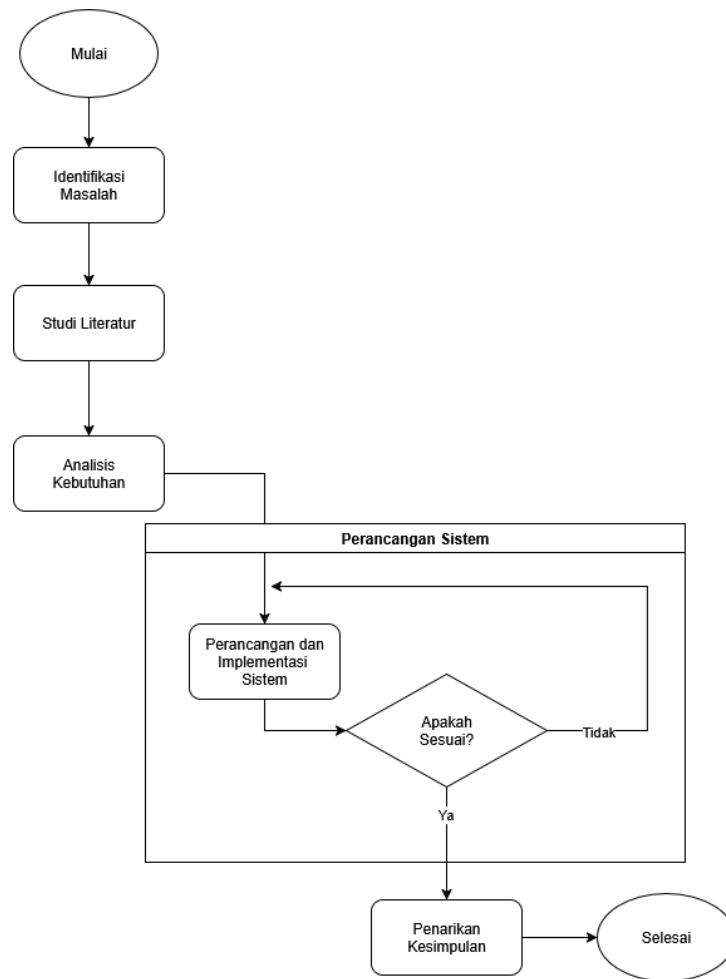 Mulai
Identifikasi
Masalah
Studi Literatur
Analisis
Kebutuhan
Perancangan Sistem
Perancangan dan
Implementasi
Sistem
Apakah
Sesuai?
Tidak
Ya
Penarikan
Kesimpulan
Selesai